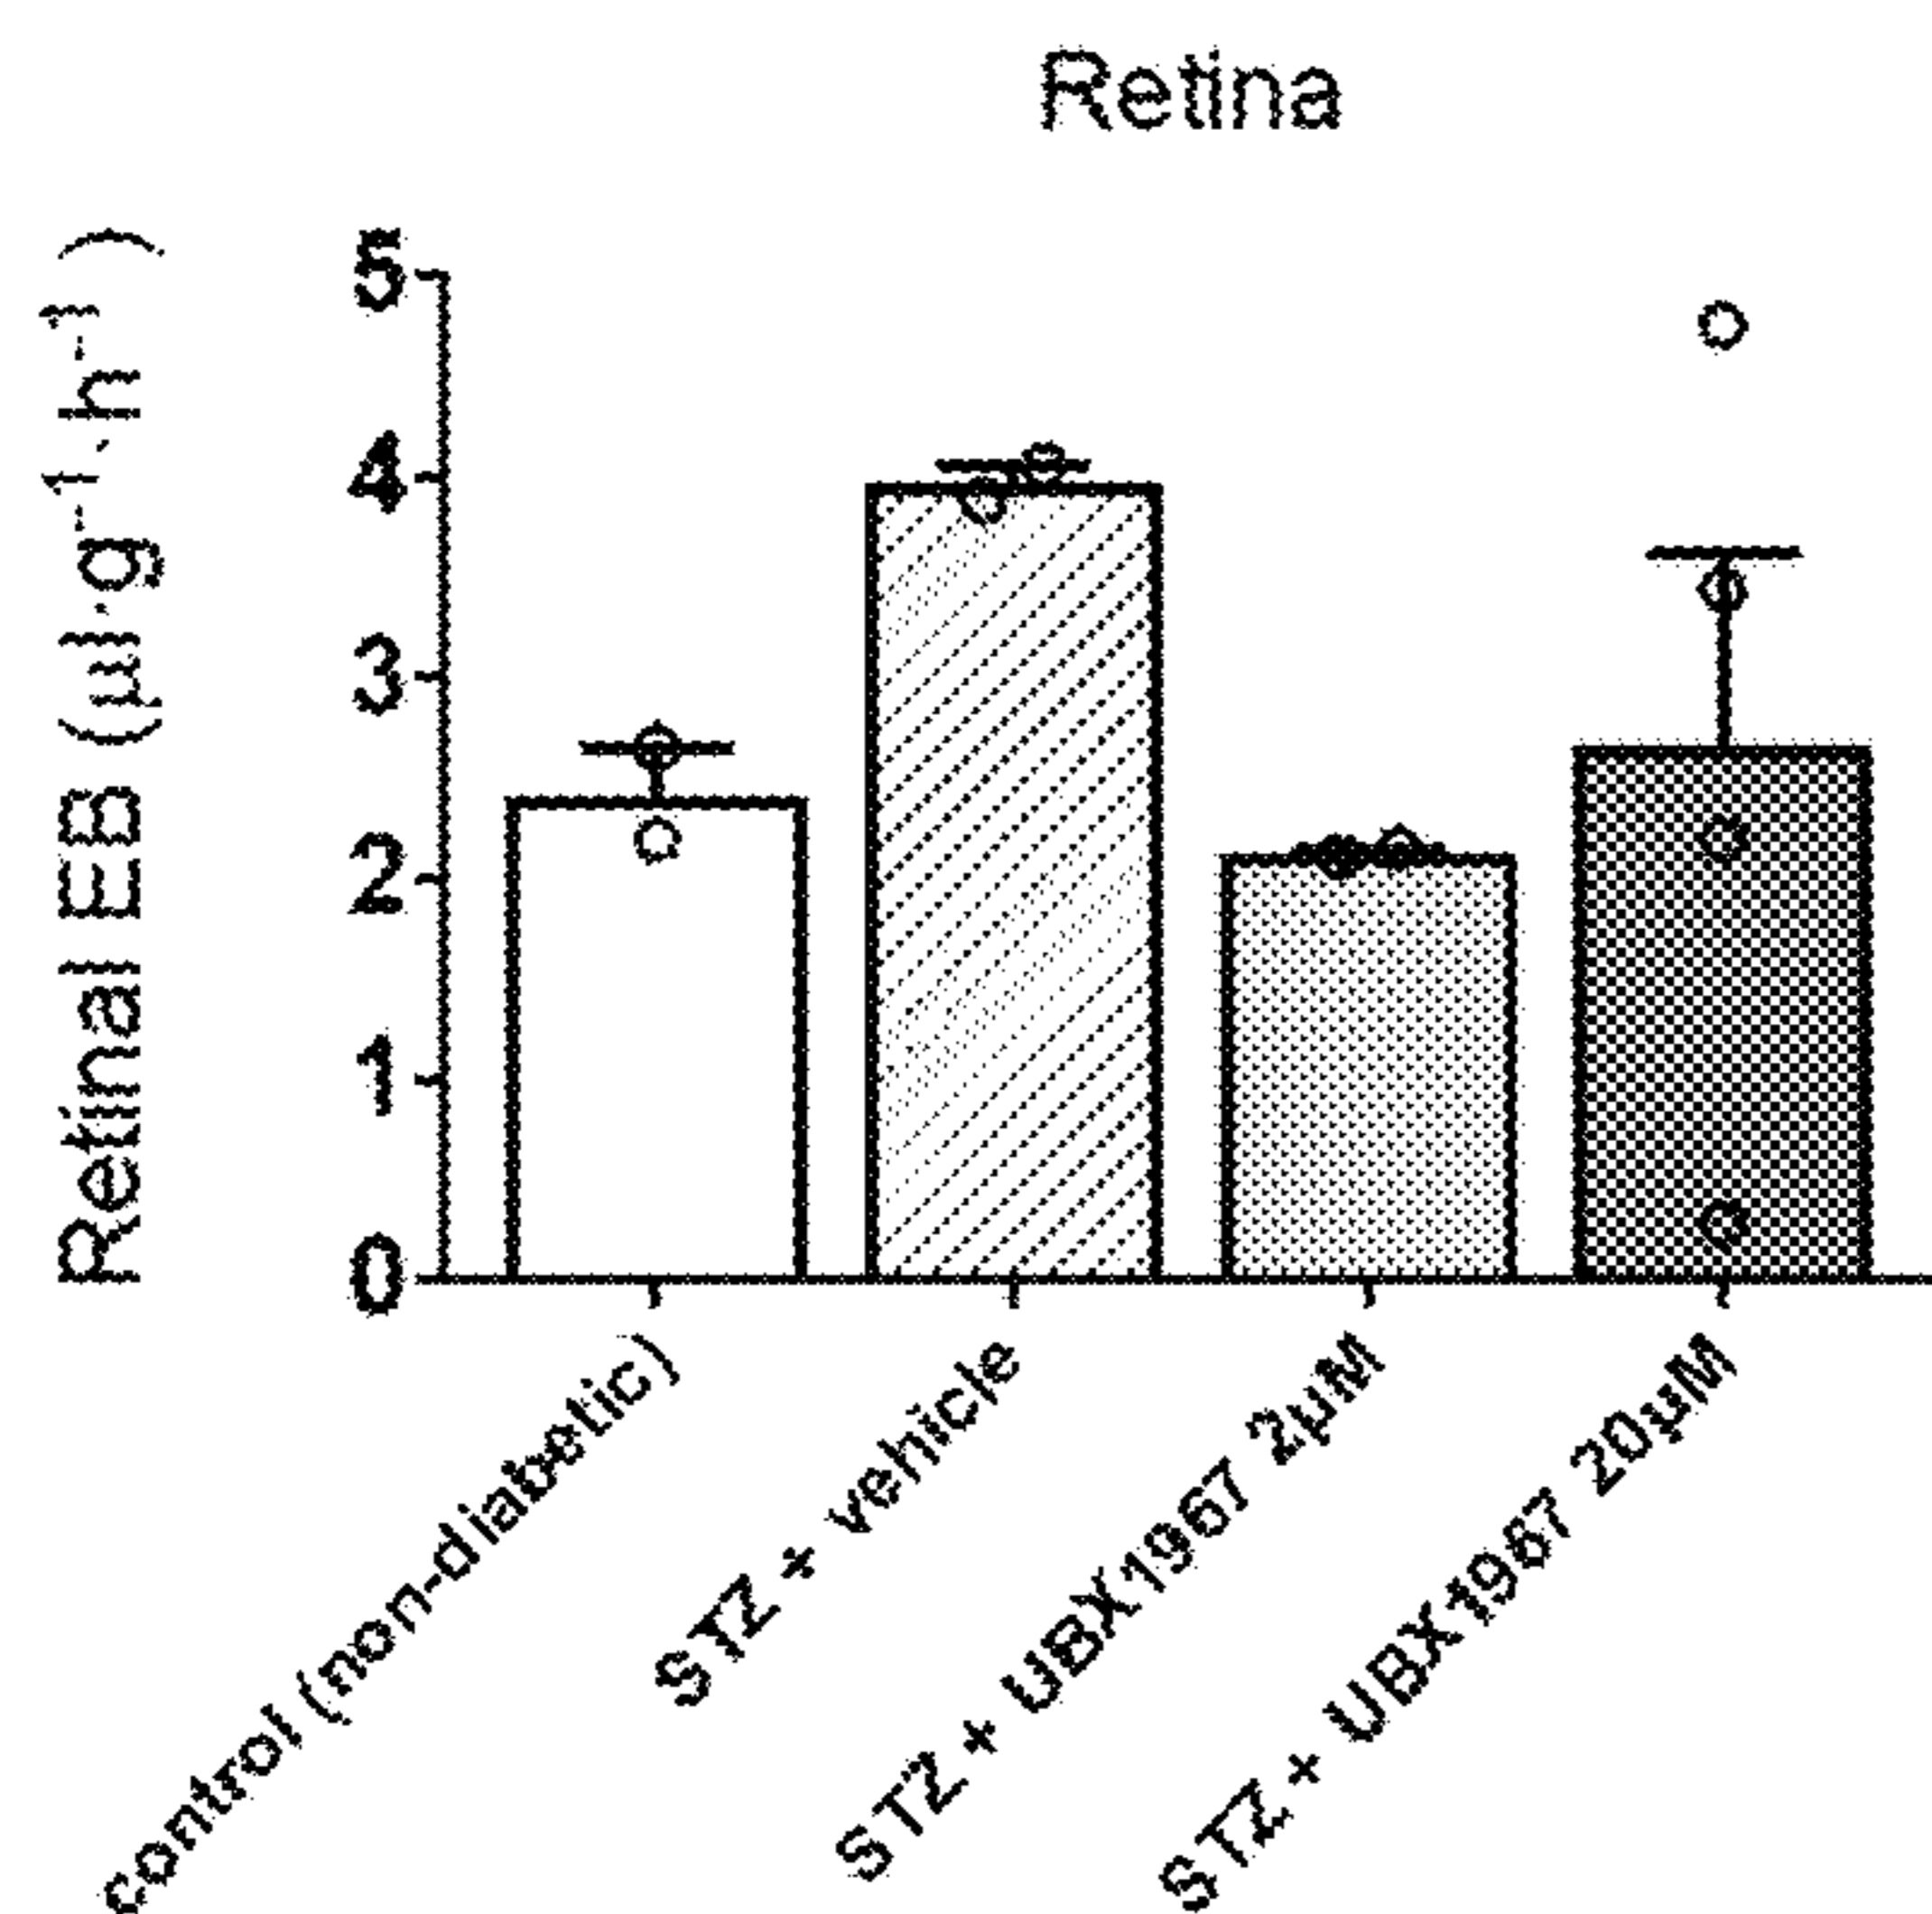 Retina
Retinal EB (µl·g⁻¹·h⁻¹)
5
4
3
2
1
0
control (non-diabetic)
STZ + vehicle
STZ + UBX1967 2µM
STZ + UBX1967 20µM